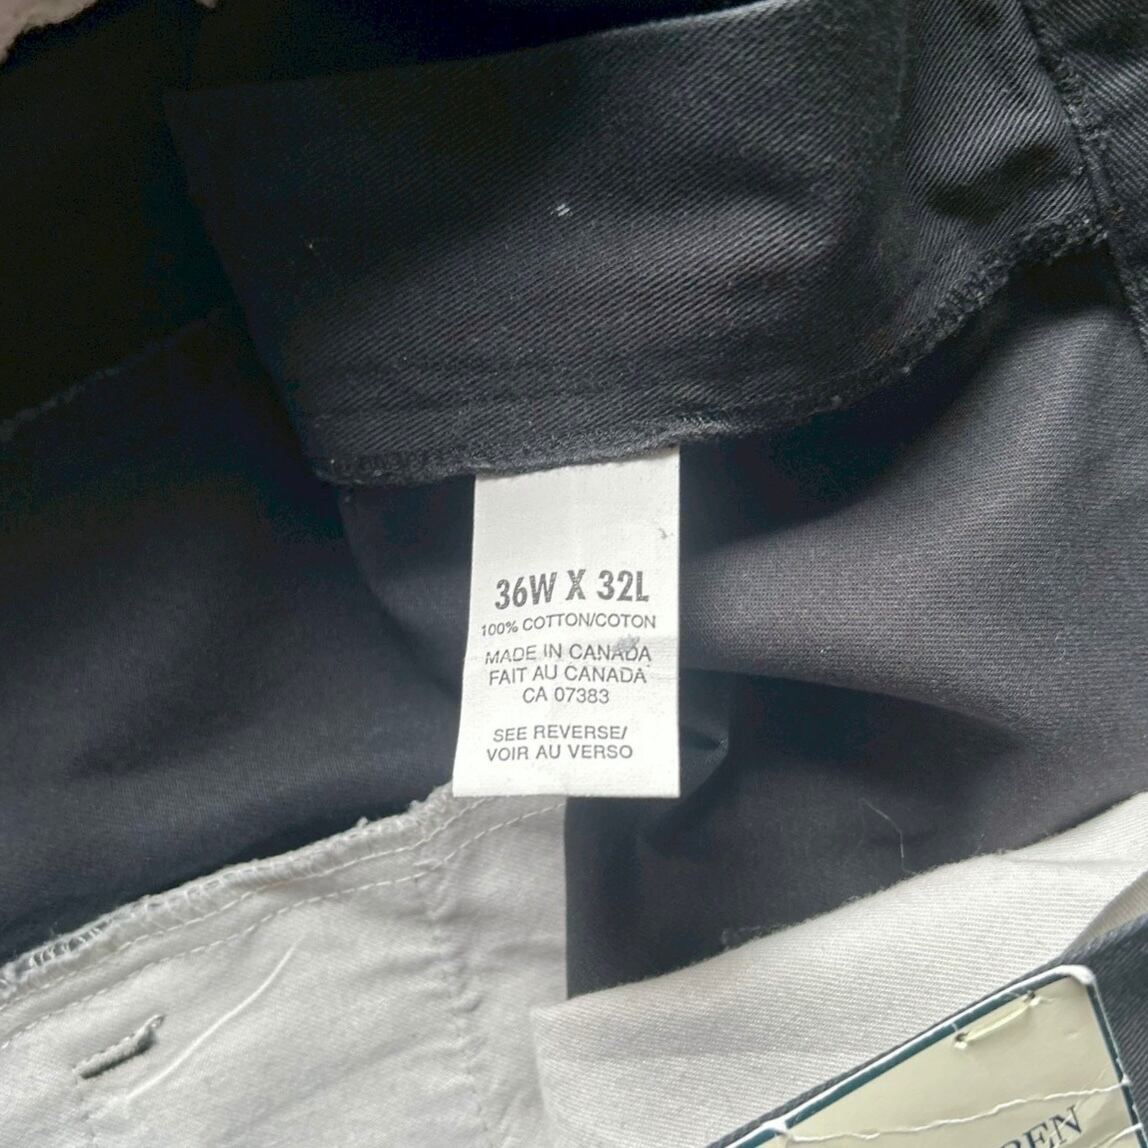 36W X 32L
100% COTTON/COTON
MADE IN CANADA
FAIT AU CANADA
CA 07383
SEE REVERSE/
VOIR AU VERSO